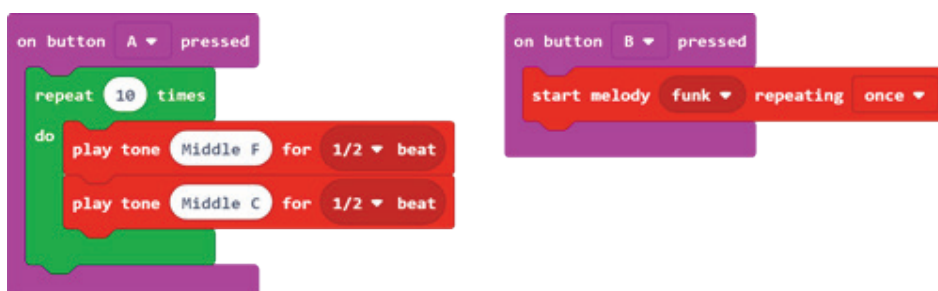 on button A pressed
repeat 10 times
do
play tone Middle F for 1/2 beat
play tone Middle C for 1/2 beat
on button B pressed
start melody funk repeating once